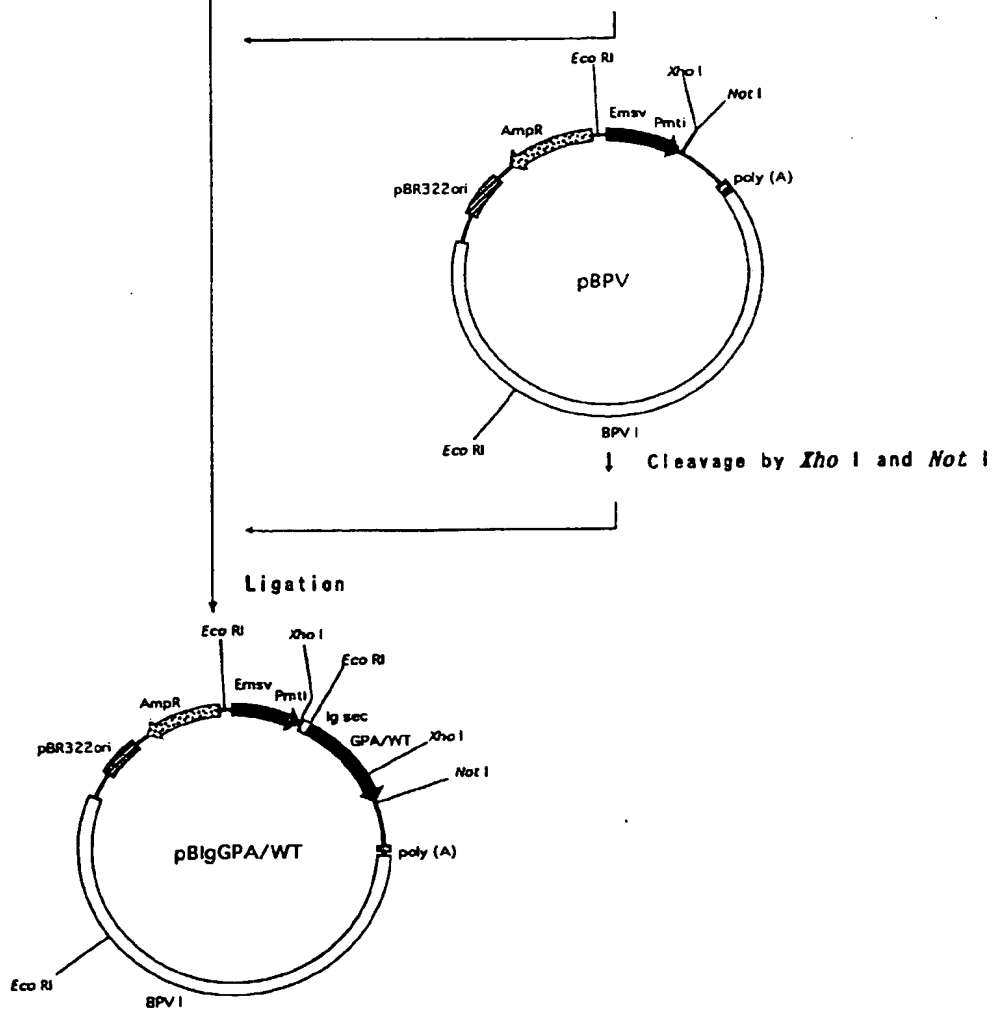 Eco RI
Xho I
Not I
Emsv
Pmti
AmpR
poly (A)
pBR322ori
pBPV
Eco RI
BPV I
Cleavage by Xho I and Not I
Ligation
Eco RI
Xho I
Eco RI
Emsv
Pmti
AmpR
Ig sec
GPA/WT
Xho I
pBR322ori
Not I
pBIgGPA/WT
poly (A)
Eco RI
BPV I